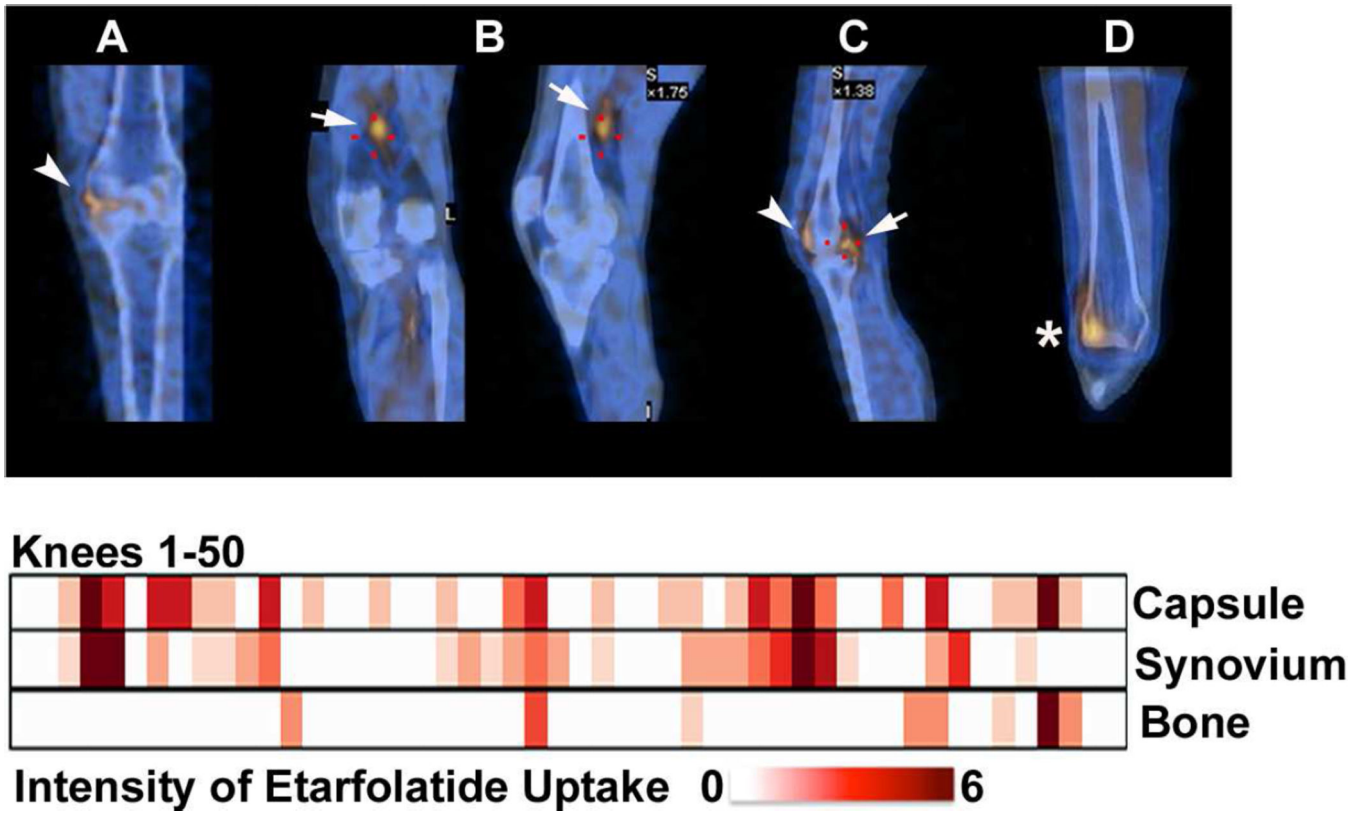 A B C D
S
×1.75
S
×1.38
L
I
*
Knees 1-50
Capsule
Synovium
Bone
Intensity of Etarfolatide Uptake 0 6